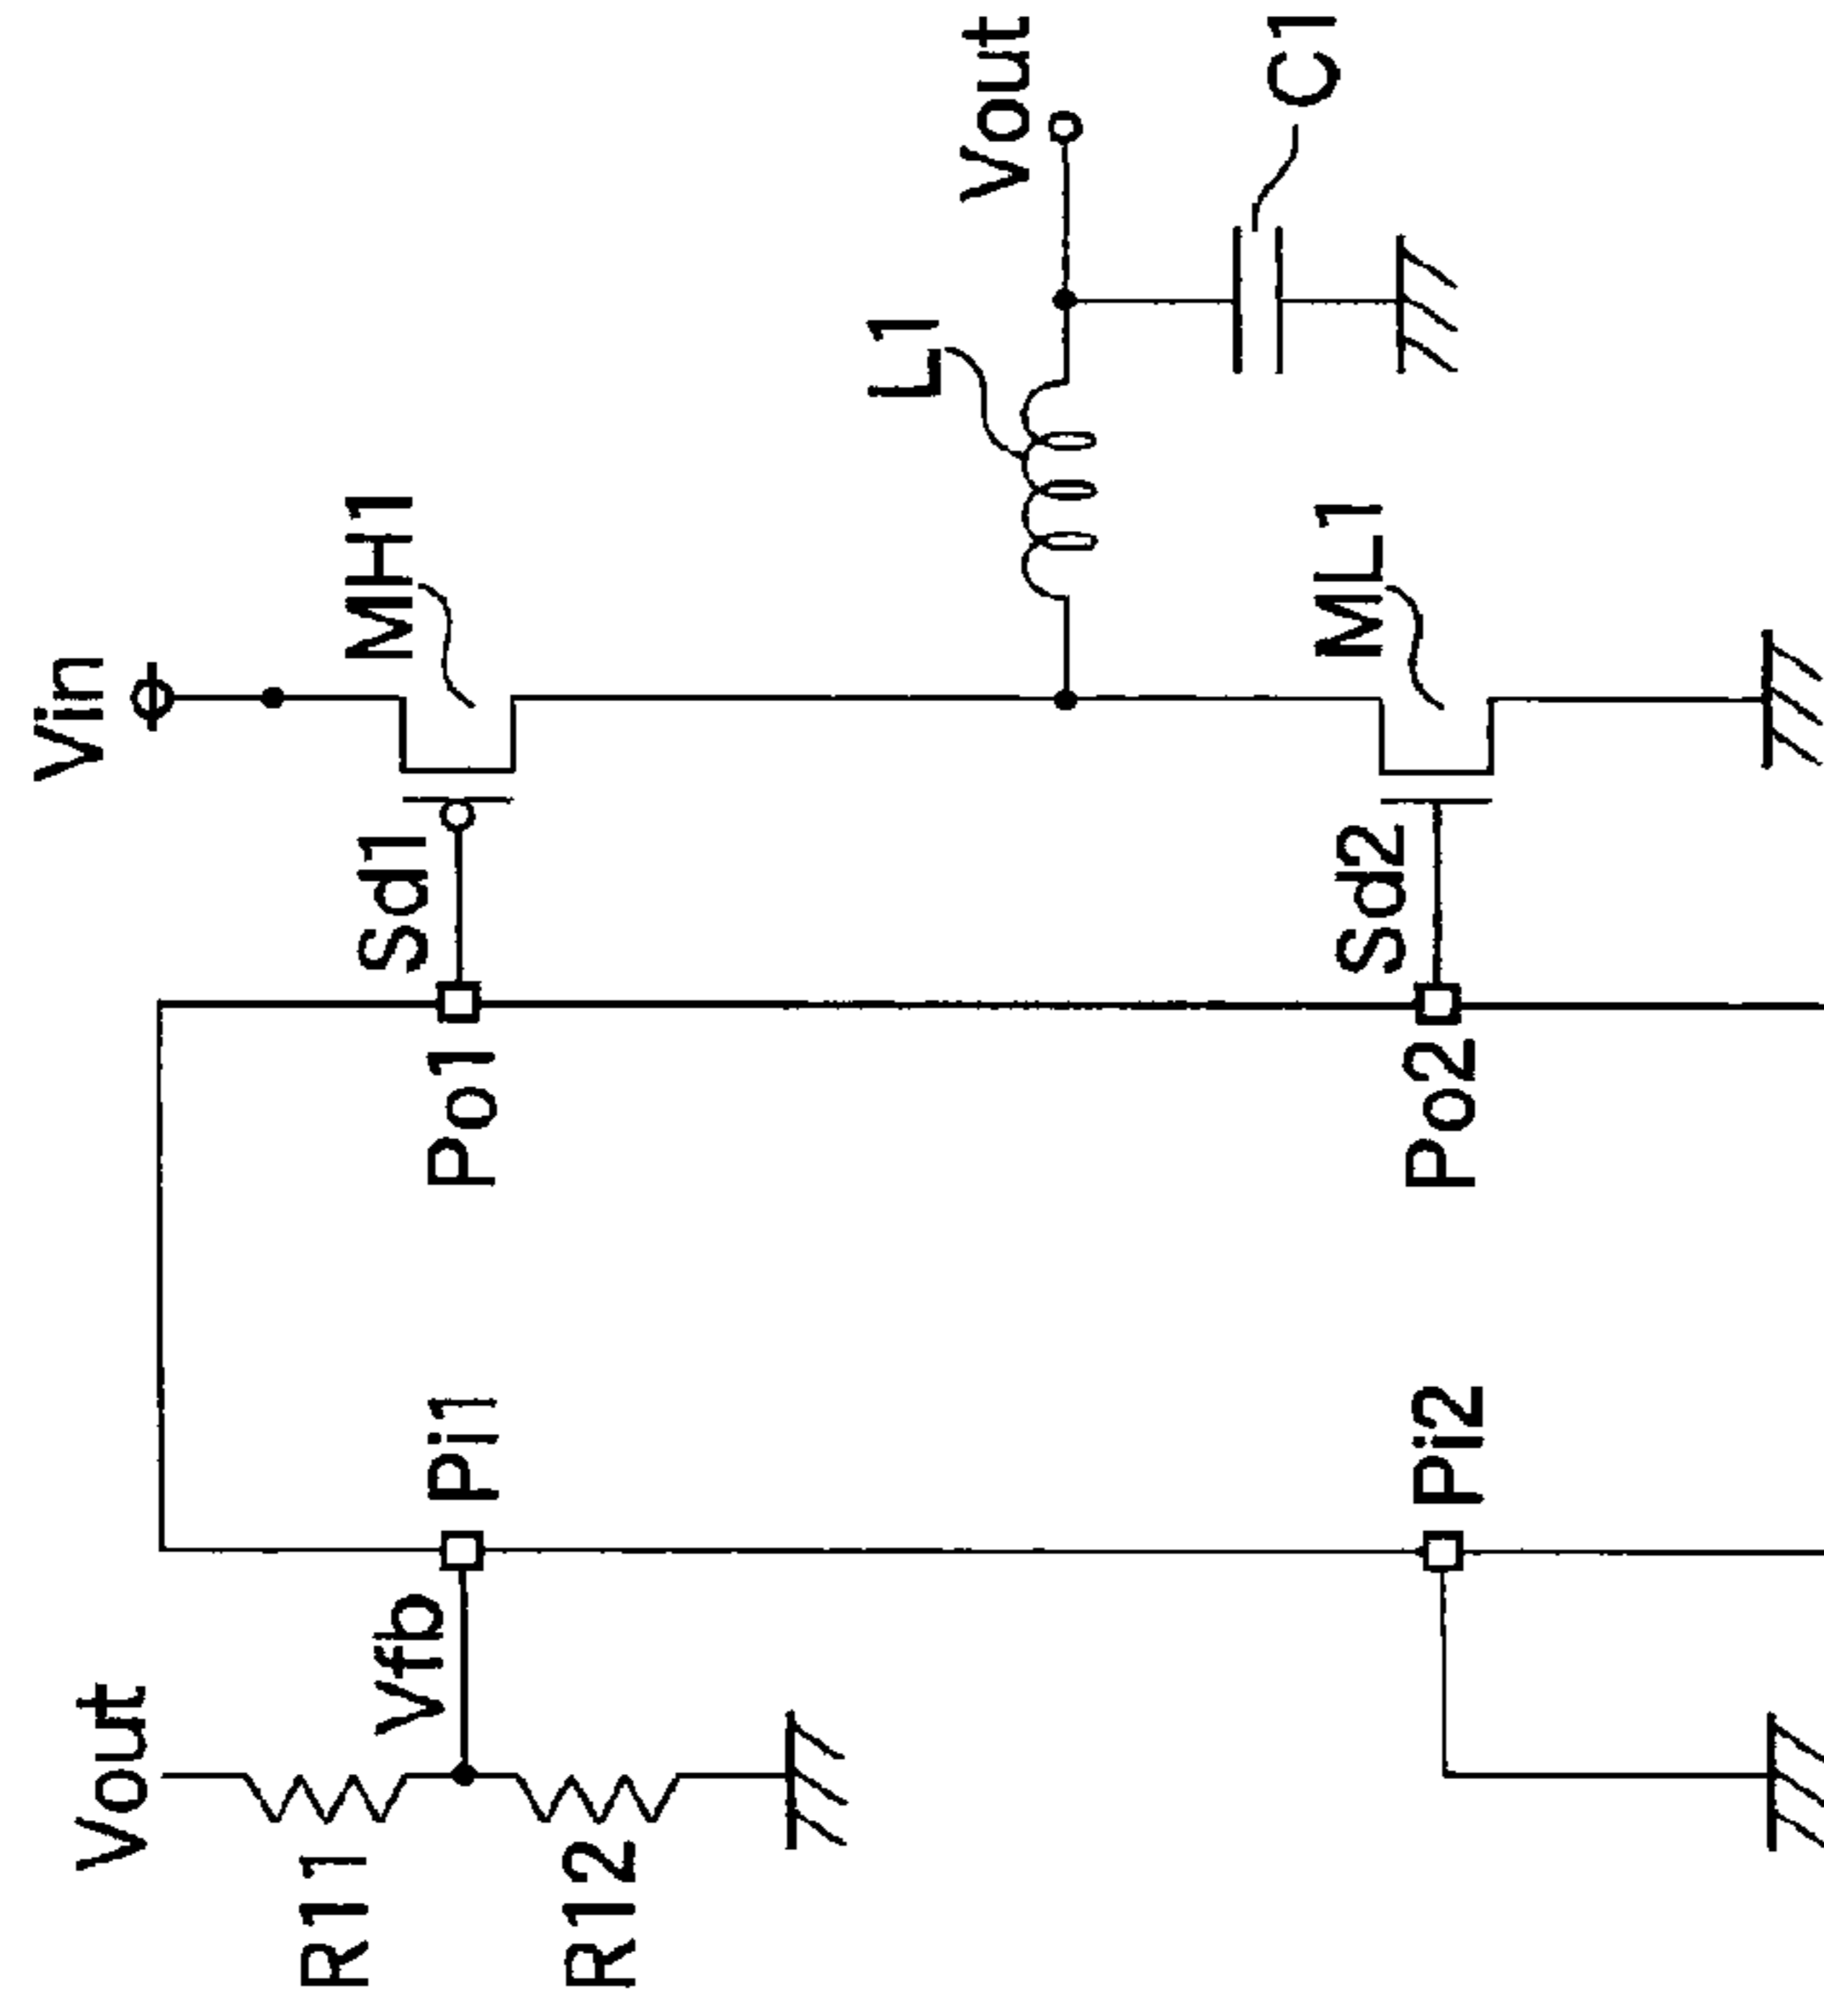 Vout
R11
R12
Vfb
Pi1
Pi2
Po1
Po2
Sd1
Sd2
Vin
MH1
ML1
L1
Vout
C1